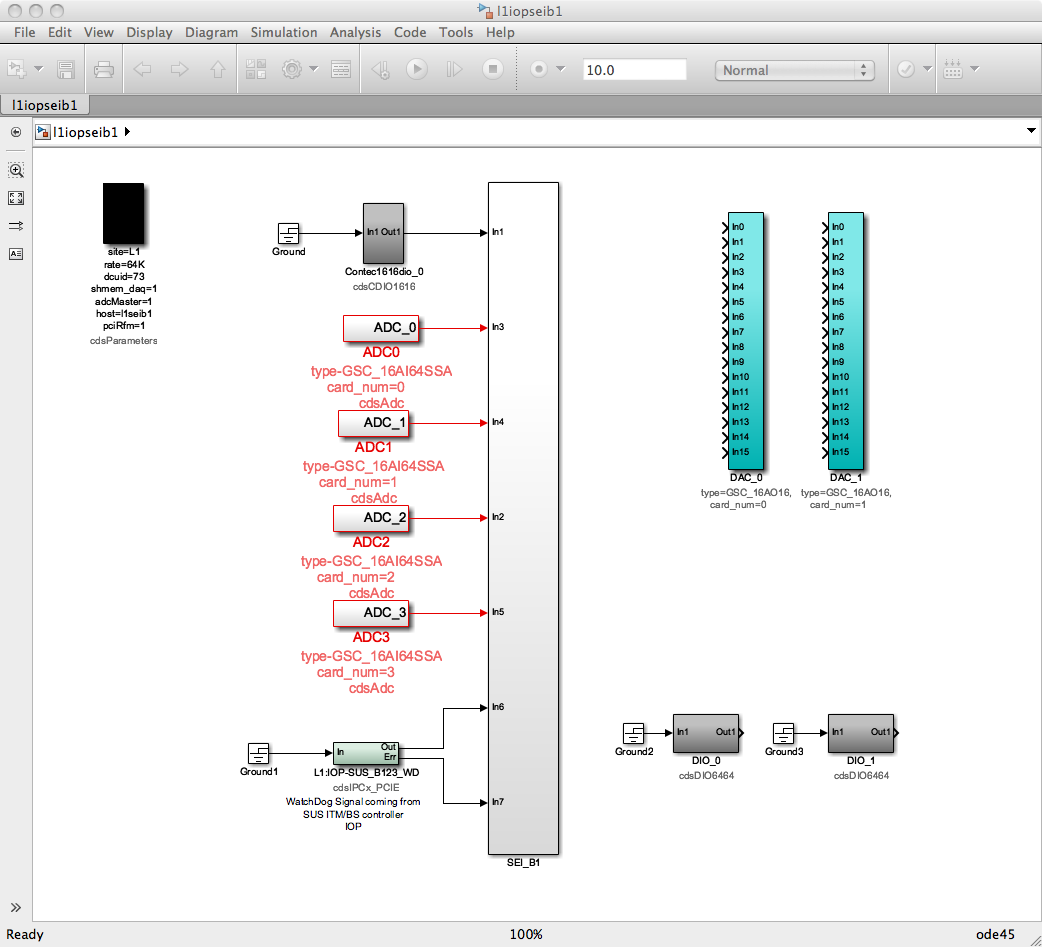 l1iopseib1
File Edit View Display Diagram Simulation Analysis Code Tools Help
10.0
Normal
l1iopseib1
l1iopseib1
site=L1
rate=64K
dcuid=73
shmem_daq=1
adcMaster=1
host=l1seib1
pciRfm=1
cdsParameters
Ground
In1 Out1
Contec1616dio_0
cdsCDIO1616
ADC_0
ADC0
type-GSC_16AI64SSA
card_num=0
cdsAdc
ADC_1
ADC1
type-GSC_16AI64SSA
card_num=1
cdsAdc
ADC_2
ADC2
type-GSC_16AI64SSA
card_num=2
cdsAdc
ADC_3
ADC3
type-GSC_16AI64SSA
card_num=3
cdsAdc
Ground1
In
Out
Err
L1:IOP-SUS_B123_WD
cdsIPCx_PCIE
WatchDog Signal coming from
SUS ITM/BS controller
IOP
In1
In3
In4
In2
In5
In6
In7
SEI_B1
In0
In1
In2
In3
In4
In5
In6
In7
In8
In9
In10
In11
In12
In13
In14
In15
DAC_0
type=GSC_16AO16,
card_num=0
In0
In1
In2
In3
In4
In5
In6
In7
In8
In9
In10
In11
In12
In13
In14
In15
DAC_1
type=GSC_16AO16,
card_num=1
Ground2
In1 Out1
DIO_0
cdsDIO6464
Ground3
In1 Out1
DIO_1
cdsDIO6464
Ready
100%
ode45